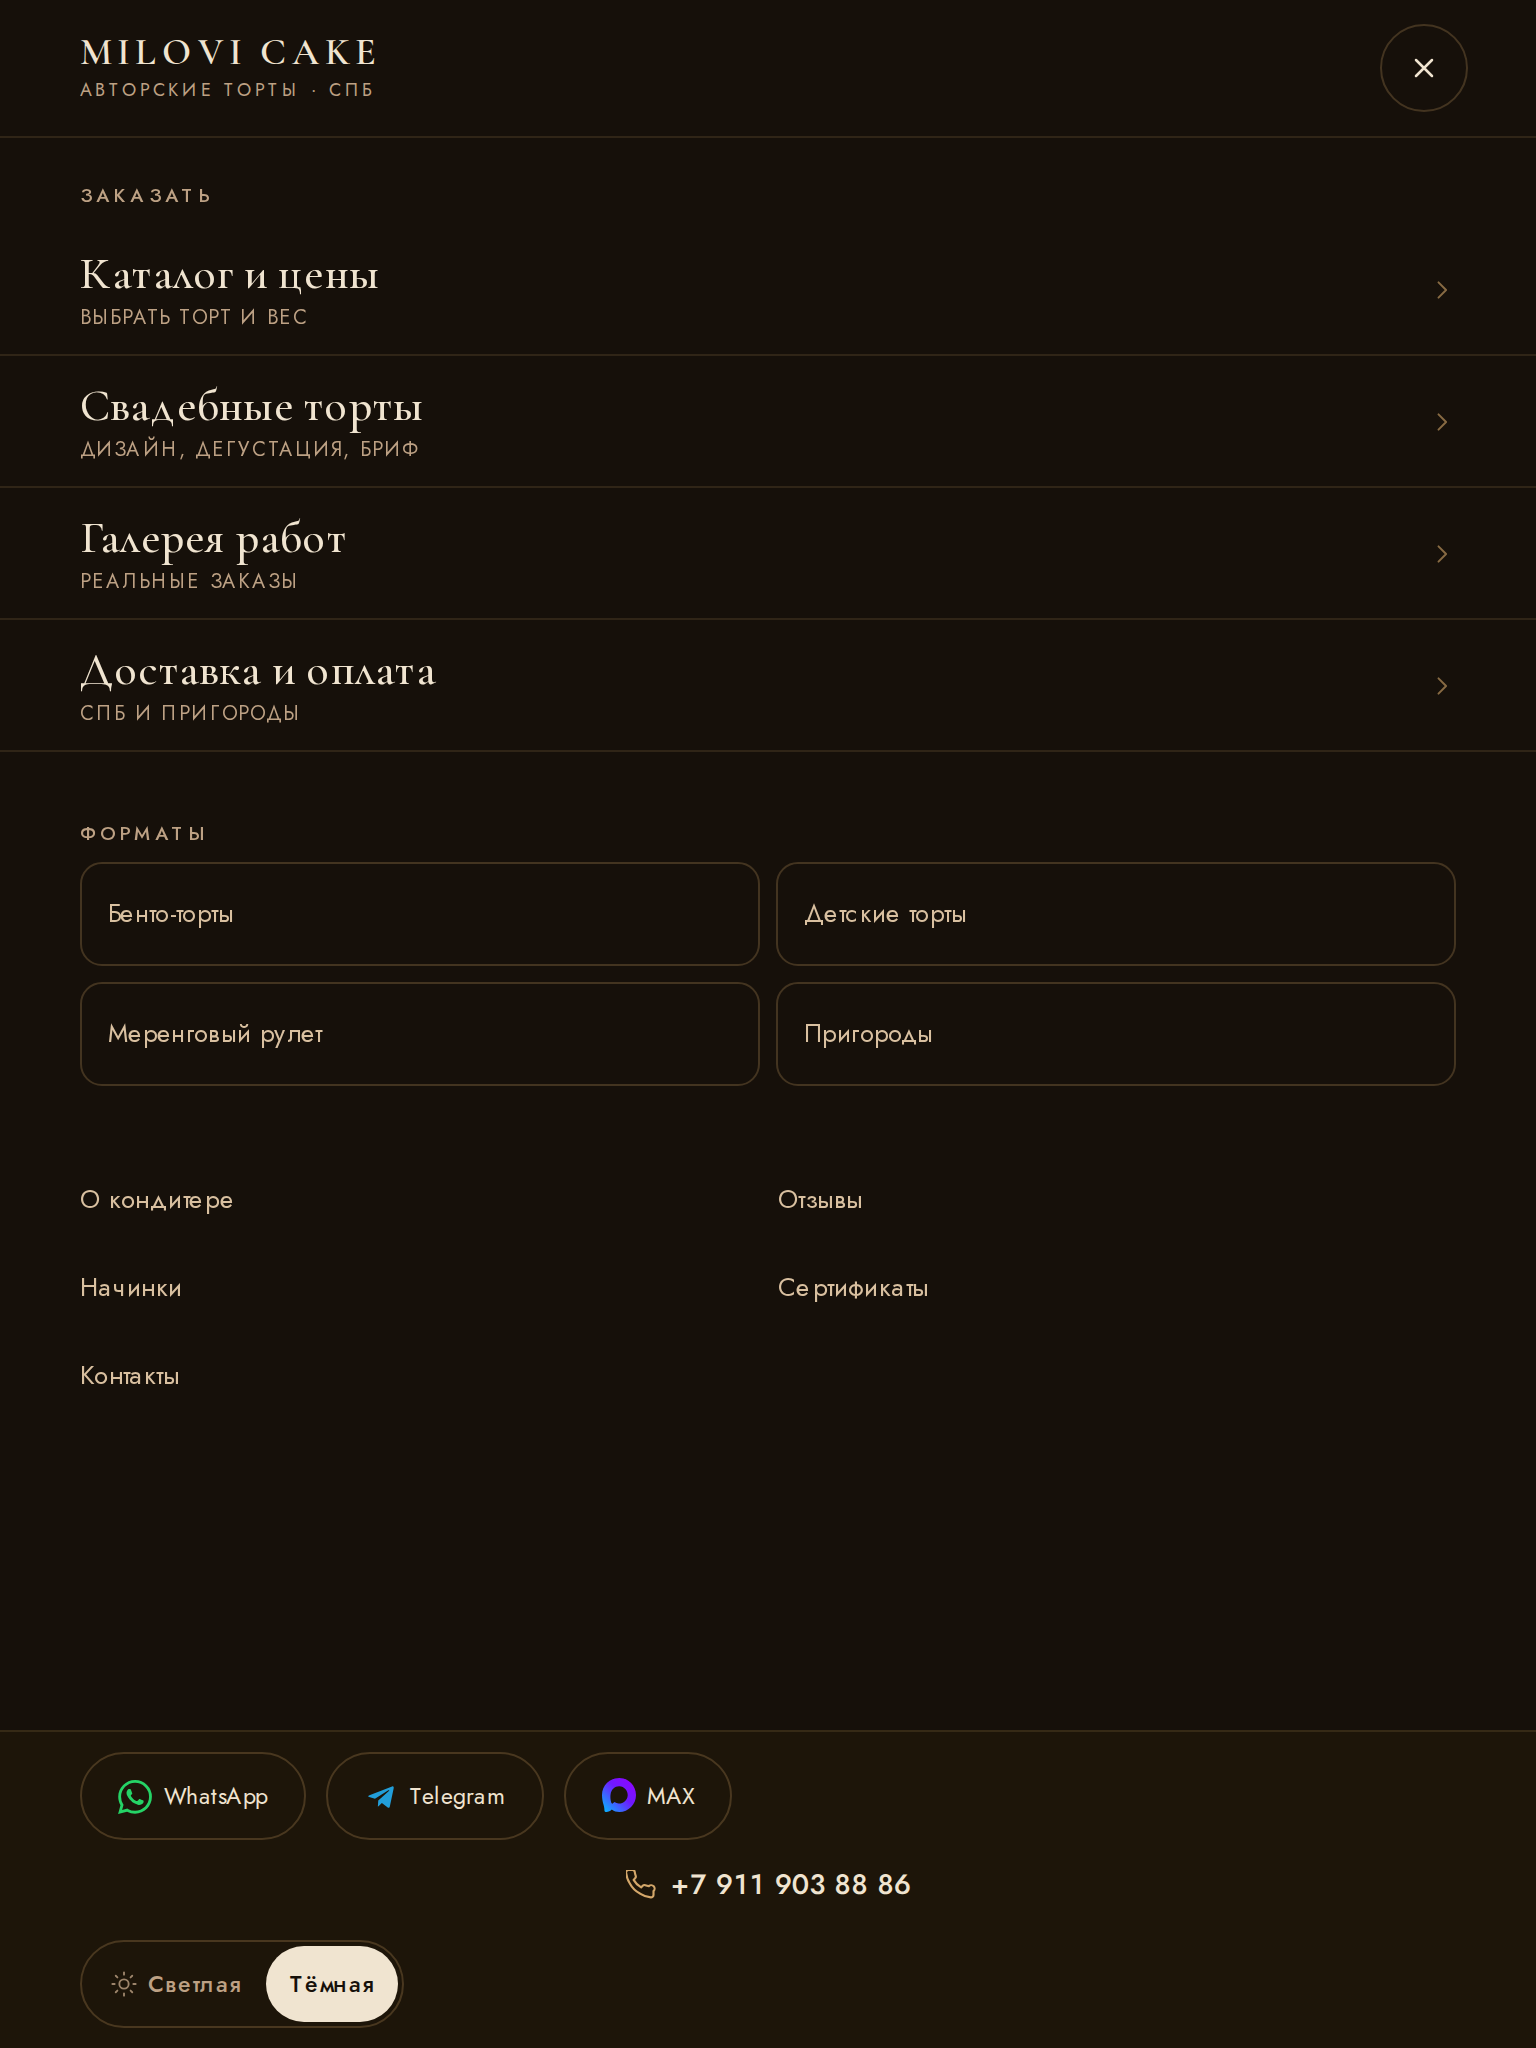 MILOVI CAKE
АВТОРСКИЕ ТОРТЫ · СПБ
ЗАКАЗАТЬ
Каталог и цены
ВЫБРАТЬ ТОРТ И ВЕС
Свадебные торты
ДИЗАЙН, ДЕГУСТАЦИЯ, БРИФ
Галерея работ
РЕАЛЬНЫЕ ЗАКАЗЫ
Доставка и оплата
СПБ И ПРИГОРОДЫ
ФОРМАТЫ
Бенто-торты
Детские торты
Меренговый рулет
Пригороды
О кондитере
Отзывы
Начинки
Сертификаты
Контакты
WhatsApp
Telegram
MAX
+7 911 903 88 86
Светлая
Тёмная